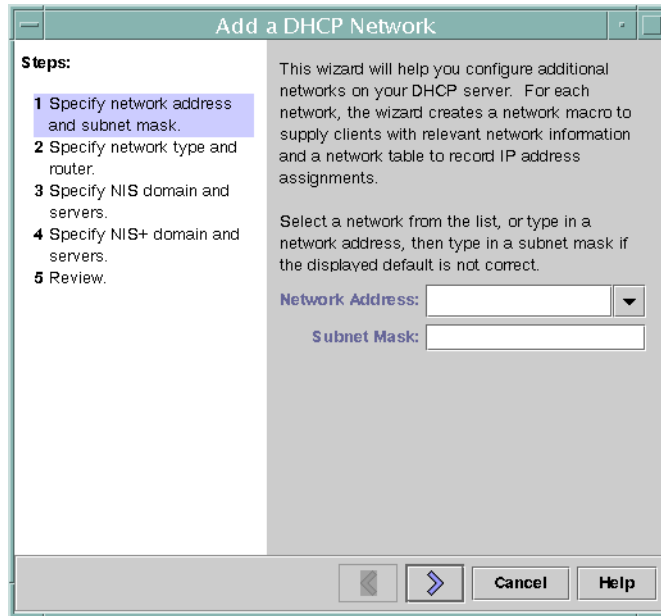 Add a DHCP Network
Steps:
1 Specify network address
and subnet mask.
2 Specify network type and
router.
3 Specify NIS domain and
servers.
4 Specify NIS+ domain and
servers.
5 Review.
This wizard will help you configure additional
networks on your DHCP server. For each
network, the wizard creates a network macro to
supply clients with relevant network information
and a network table to record IP address
assignments.
Select a network from the list, or type in a
network address, then type in a subnet mask if
the displayed default is not correct.
Network Address:
Subnet Mask:
Cancel
Help